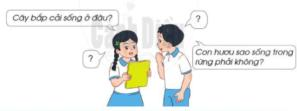 Cây bắp cải sống ở đâu?
?
?
Con hươu sao sống trong
rừng phải không?